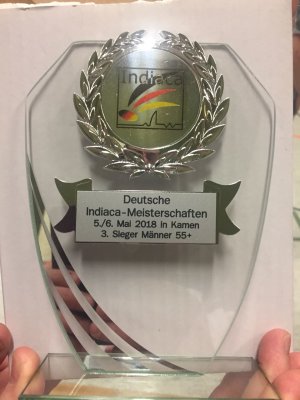 Indiaca
Deutsche
Indiaca-Meisterschaften
5./6. Mai 2018 in Kamen
3. Sieger Männer 55+